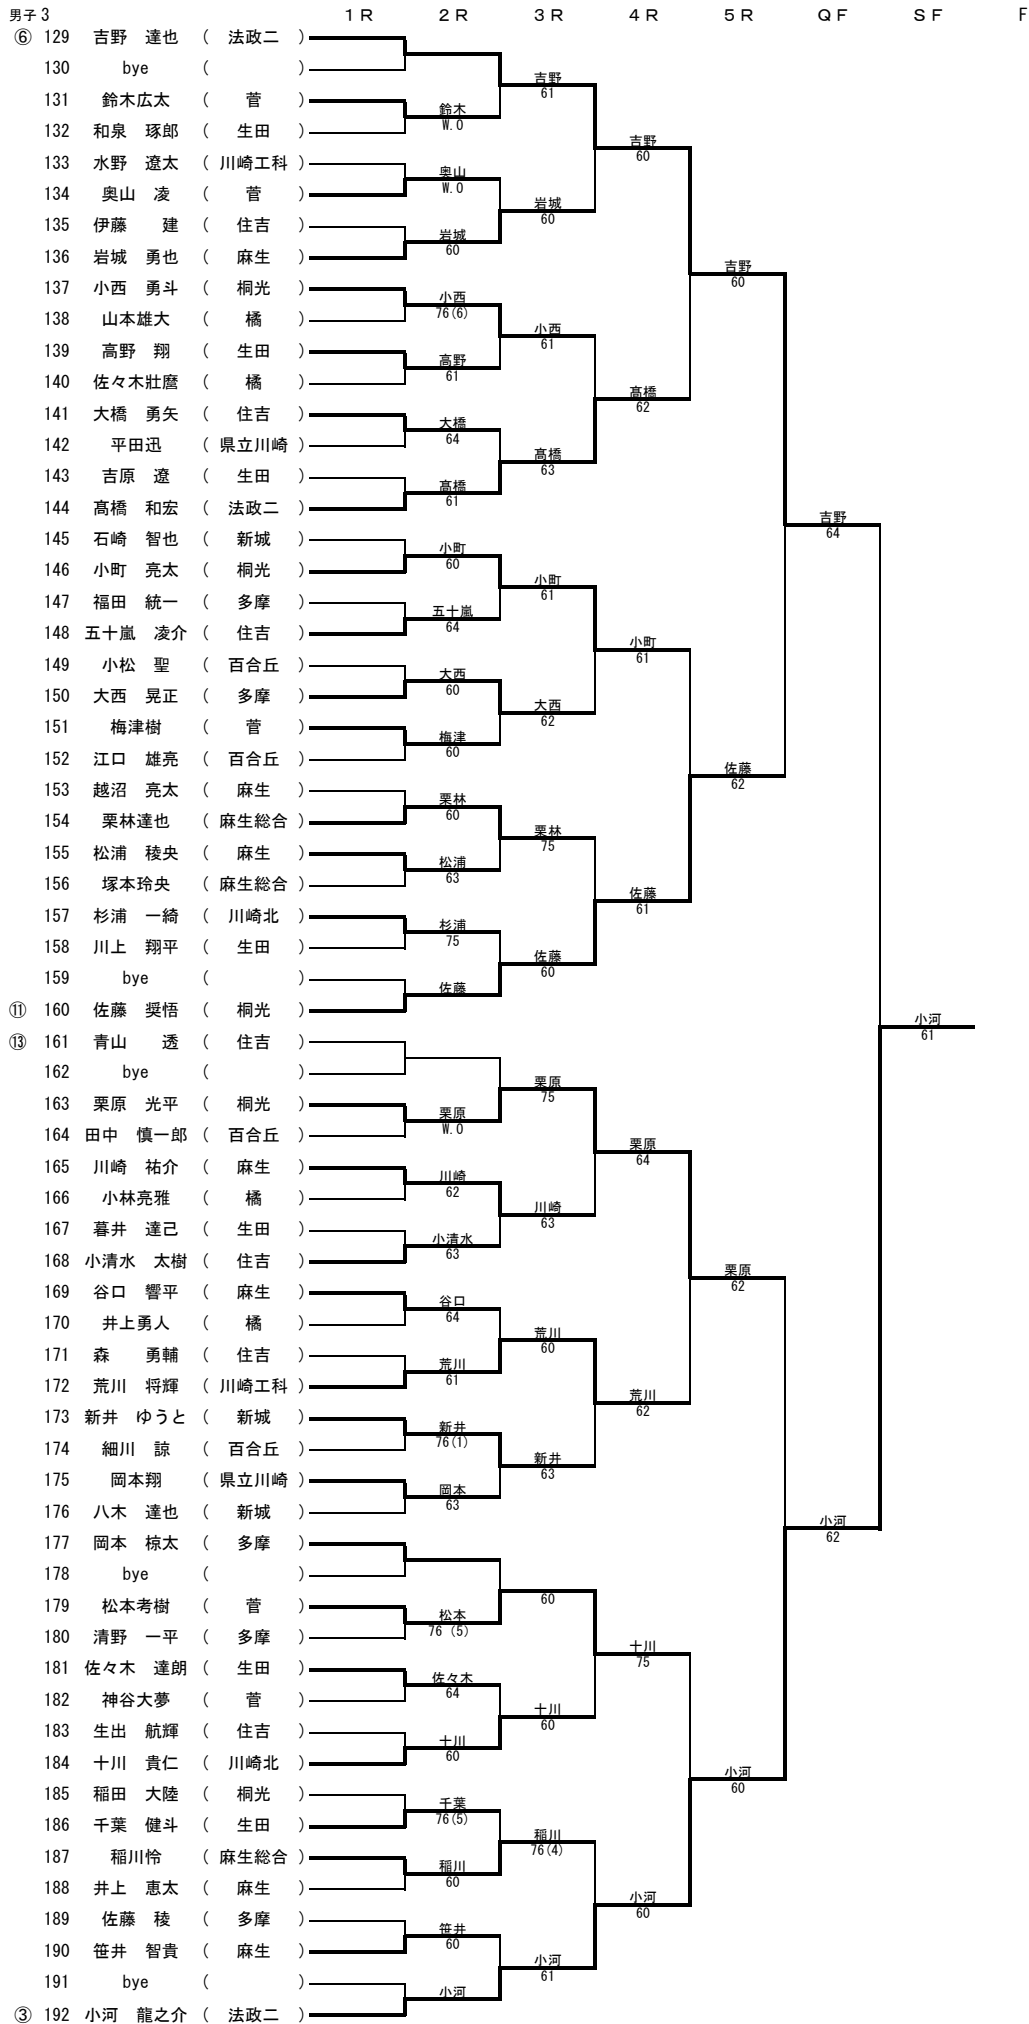 男子 3 1R 2R 3R 4R 5R QF SF F
⑥ 129 吉野 達也 ( 法政二 )
130 bye ( )
吉野
61
131 鈴木広太 ( 菅 )
鈴木
W.O
132 和泉 琢郎 ( 生田 )
吉野
60
133 水野 遼太 ( 川崎工科 )
奥山
W.O
134 奥山 凌 ( 菅 )
岩城
60
135 伊藤 建 ( 住吉 )
岩城
60
136 岩城 勇也 ( 麻生 )
吉野
60
137 小西 勇斗 ( 桐光 )
小西
76(6)
138 山本雄大 ( 橘 )
小西
61
139 高野 翔 ( 生田 )
高野
61
140 佐々木壯麿 ( 橘 )
髙橋
62
141 大橋 勇矢 ( 住吉 )
大橋
64
142 平田迅 ( 県立川崎 )
髙橋
63
143 吉原 遼 ( 生田 )
髙橋
61
144 髙橋 和宏 ( 法政二 )
吉野
64
145 石崎 智也 ( 新城 )
小町
60
146 小町 亮太 ( 桐光 )
小町
61
147 福田 統一 ( 多摩 )
五十嵐
64
148 五十嵐 凌介 ( 住吉 )
小町
61
149 小松 聖 ( 百合丘 )
大西
60
150 大西 晃正 ( 多摩 )
大西
62
151 梅津樹 ( 菅 )
梅津
60
152 江口 雄亮 ( 百合丘 )
佐藤
62
153 越沼 亮太 ( 麻生 )
栗林
60
154 栗林達也 ( 麻生総合 )
栗林
75
155 松浦 稜央 ( 麻生 )
松浦
63
156 塚本玲央 ( 麻生総合 )
佐藤
61
157 杉浦 一綺 ( 川崎北 )
杉浦
75
158 川上 翔平 ( 生田 )
佐藤
60
159 bye ( )
佐藤
⑪ 160 佐藤 奨悟 ( 桐光 )
小河
61
⑬ 161 青山 透 ( 住吉 )
162 bye ( )
栗原
75
163 栗原 光平 ( 桐光 )
栗原
W.O
164 田中 慎一郎 ( 百合丘 )
栗原
64
165 川崎 祐介 ( 麻生 )
川崎
62
166 小林亮雅 ( 橘 )
川崎
63
167 暮井 達己 ( 生田 )
小清水
63
168 小清水 太樹 ( 住吉 )
栗原
62
169 谷口 響平 ( 麻生 )
谷口
64
170 井上勇人 ( 橘 )
荒川
60
171 森 勇輔 ( 住吉 )
荒川
61
172 荒川 将輝 ( 川崎工科 )
荒川
62
173 新井 ゆうと ( 新城 )
新井
76(1)
174 細川 諒 ( 百合丘 )
新井
63
175 岡本翔 ( 県立川崎 )
岡本
63
176 八木 達也 ( 新城 )
小河
62
177 岡本 椋太 ( 多摩 )
178 bye ( )
60
179 松本考樹 ( 菅 )
松本
76 (5)
180 清野 一平 ( 多摩 )
十川
75
181 佐々木 達朗 ( 生田 )
佐々木
64
182 神谷大夢 ( 菅 )
十川
60
183 生出 航輝 ( 住吉 )
十川
60
184 十川 貴仁 ( 川崎北 )
小河
60
185 稲田 大陸 ( 桐光 )
千葉
76(5)
186 千葉 健斗 ( 生田 )
稲川
76(4)
187 稲川怜 ( 麻生総合 )
稲川
60
188 井上 恵太 ( 麻生 )
小河
60
189 佐藤 稜 ( 多摩 )
笹井
60
190 笹井 智貴 ( 麻生 )
小河
61
191 bye ( )
小河
③ 192 小河 龍之介 ( 法政二 )